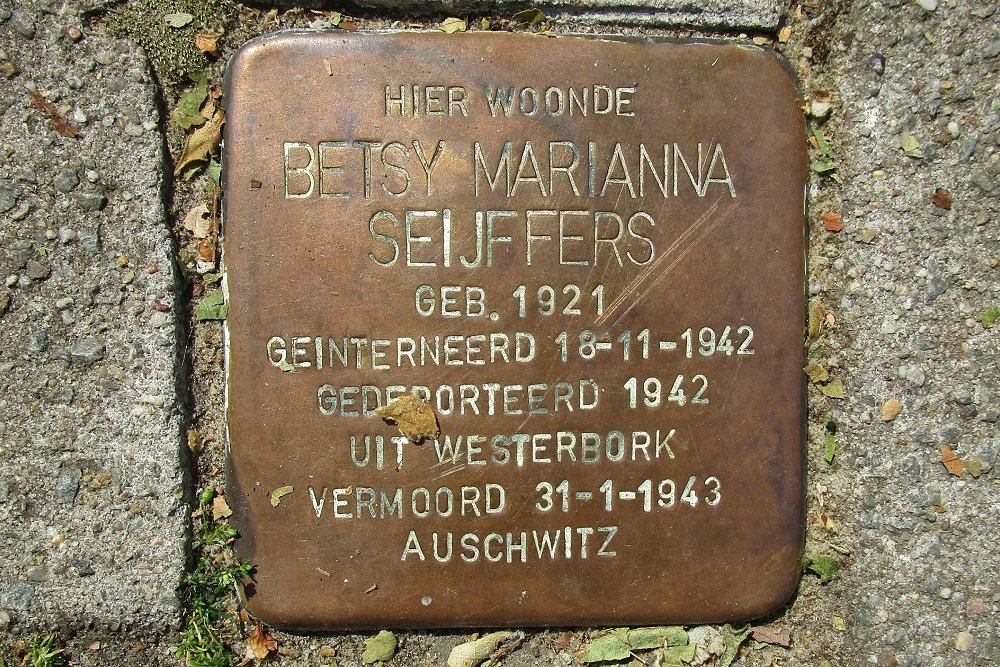 HIER WOONDE
BETSY MARIANNA
SEIJFFERS
GEB. 1921
GEINTERNEERD 18-11-1942
GEDEPORTEERD 1942
UIT WESTERBORK
VERMOORD 31-1-1943
AUSCHWITZ